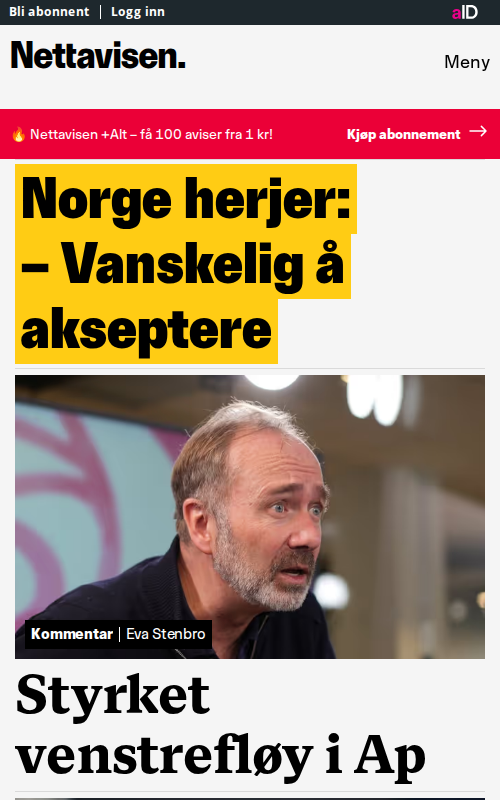 Bli abonnent | Logg inn
aID
Nettavisen.
Meny
🔥 Nettavisen +Alt – få 100 aviser fra 1 kr!
Kjøp abonnement →
Norge herjer:
– Vanskelig å
akseptere
Kommentar | Eva Stenbro
Styrket
venstrefløy i Ap